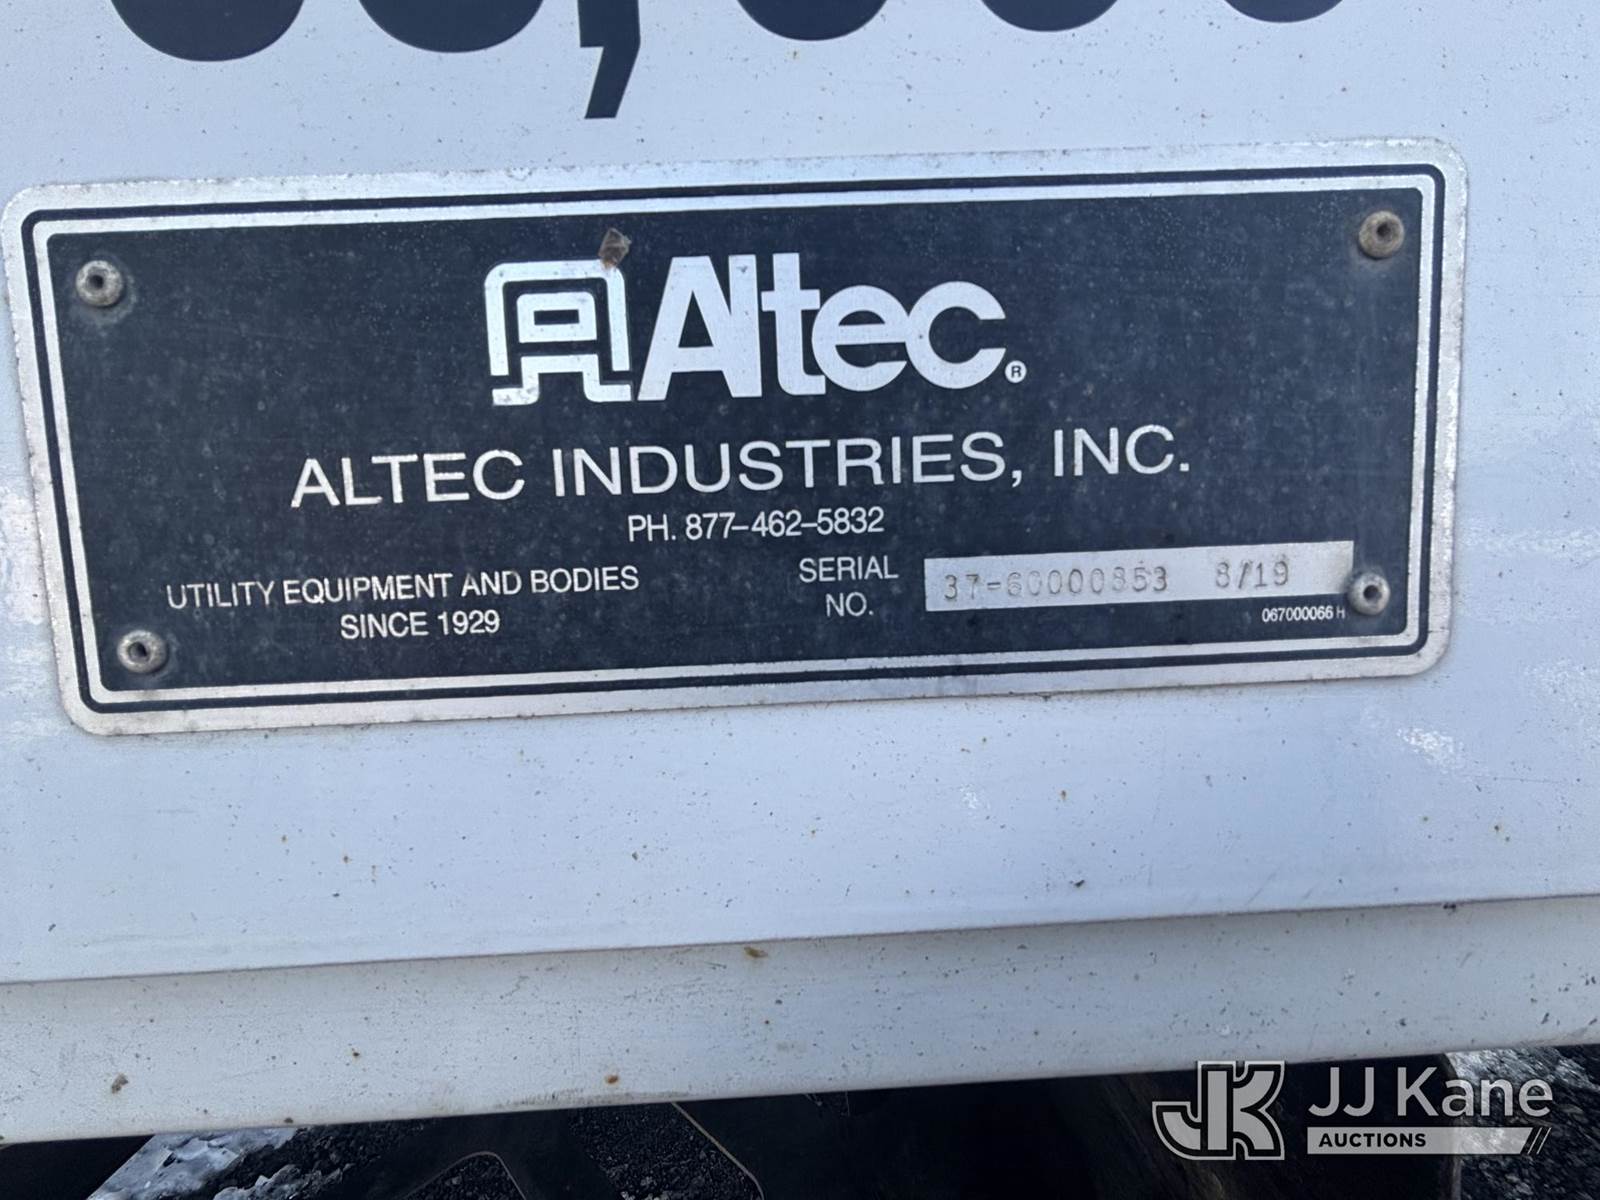 Altec®
ALTEC INDUSTRIES, INC.
PH. 877-462-5832
UTILITY EQUIPMENT AND BODIES
SINCE 1929
SERIAL NO.
37-60000853 8/19
067000066 H
JK JJ Kane
AUCTIONS